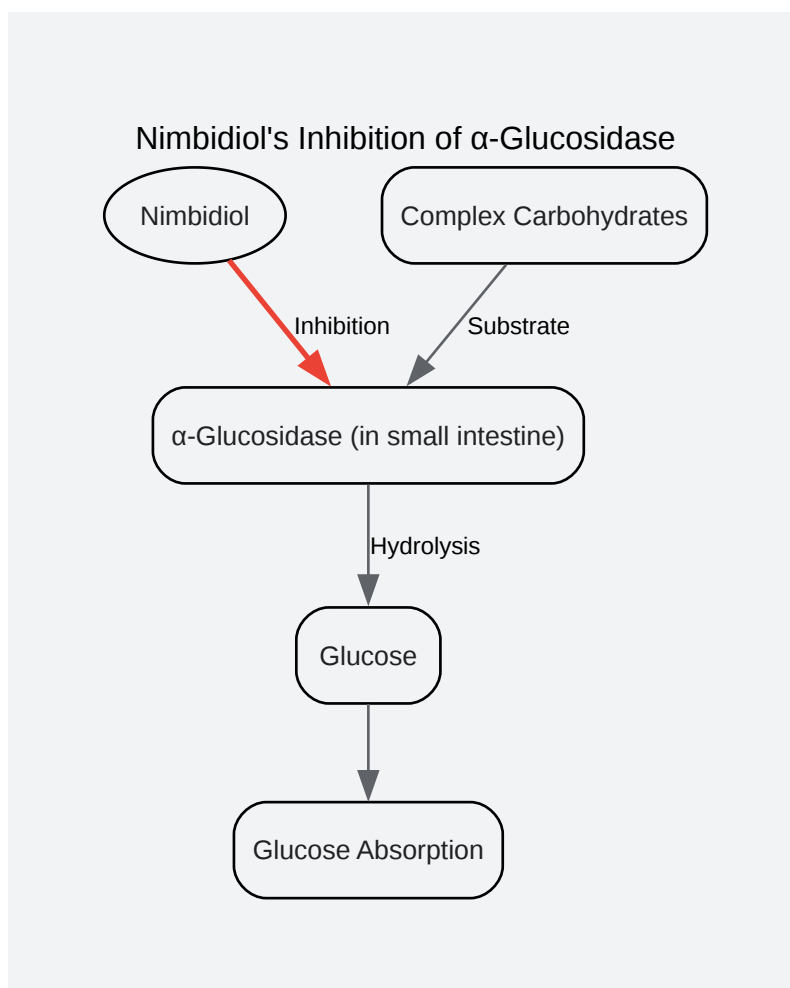 Nimbidiol's Inhibition of α-Glucosidase
Nimbidiol
Complex Carbohydrates
Inhibition
Substrate
α-Glucosidase (in small intestine)
Hydrolysis
Glucose
Glucose Absorption